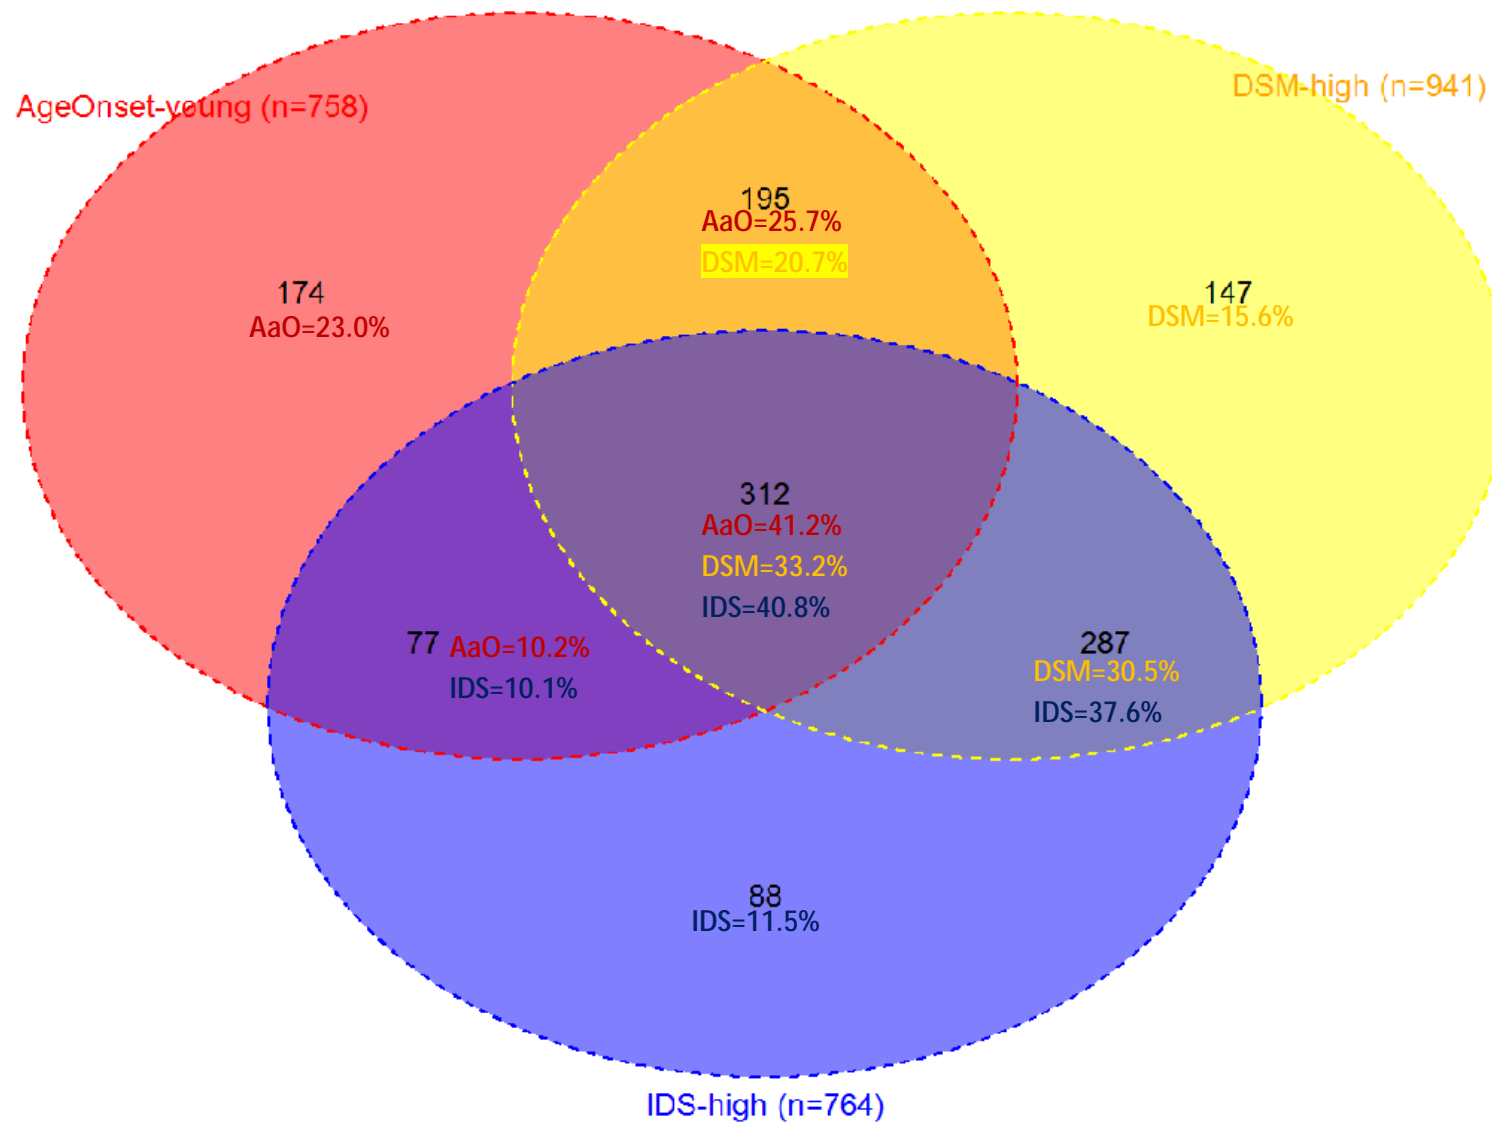 AgeOnset-young (n=758)
DSM-high (n=941)
195
AaO=25.7%
DSM=20.7%
174
AaO=23.0%
147
DSM=15.6%
312
AaO=41.2%
DSM=33.2%
IDS=40.8%
77
AaO=10.2%
IDS=10.1%
287
DSM=30.5%
IDS=37.6%
88
IDS=11.5%
IDS-high (n=764)